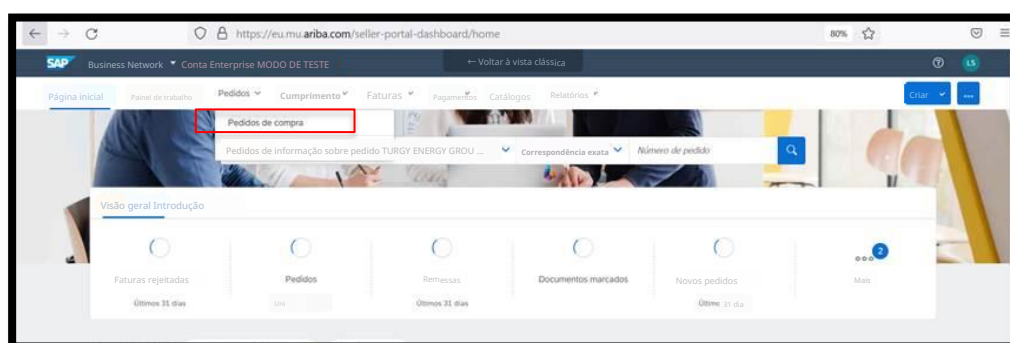 https://eu.mu.ariba.com/seller-portal-dashboard/home 80%
SAP Business Network Conta Enterprise MODO DE TESTE ← Voltar à vista clássica LS
Página inicial Painel de trabalho Pedidos Cumprimento Faturas Pagamentos Catálogos Relatórios Criar
Pedidos de compra
Pedidos de informação sobre pedido TURGY ENERGY GROU ... Correspondência exata Número de pedido
Visão geral Introdução
2
Faturas rejeitadas Pedidos Remessas Documentos marcados Novos pedidos Mais
Últimos 31 dias Últimos 31 dias 31 dia